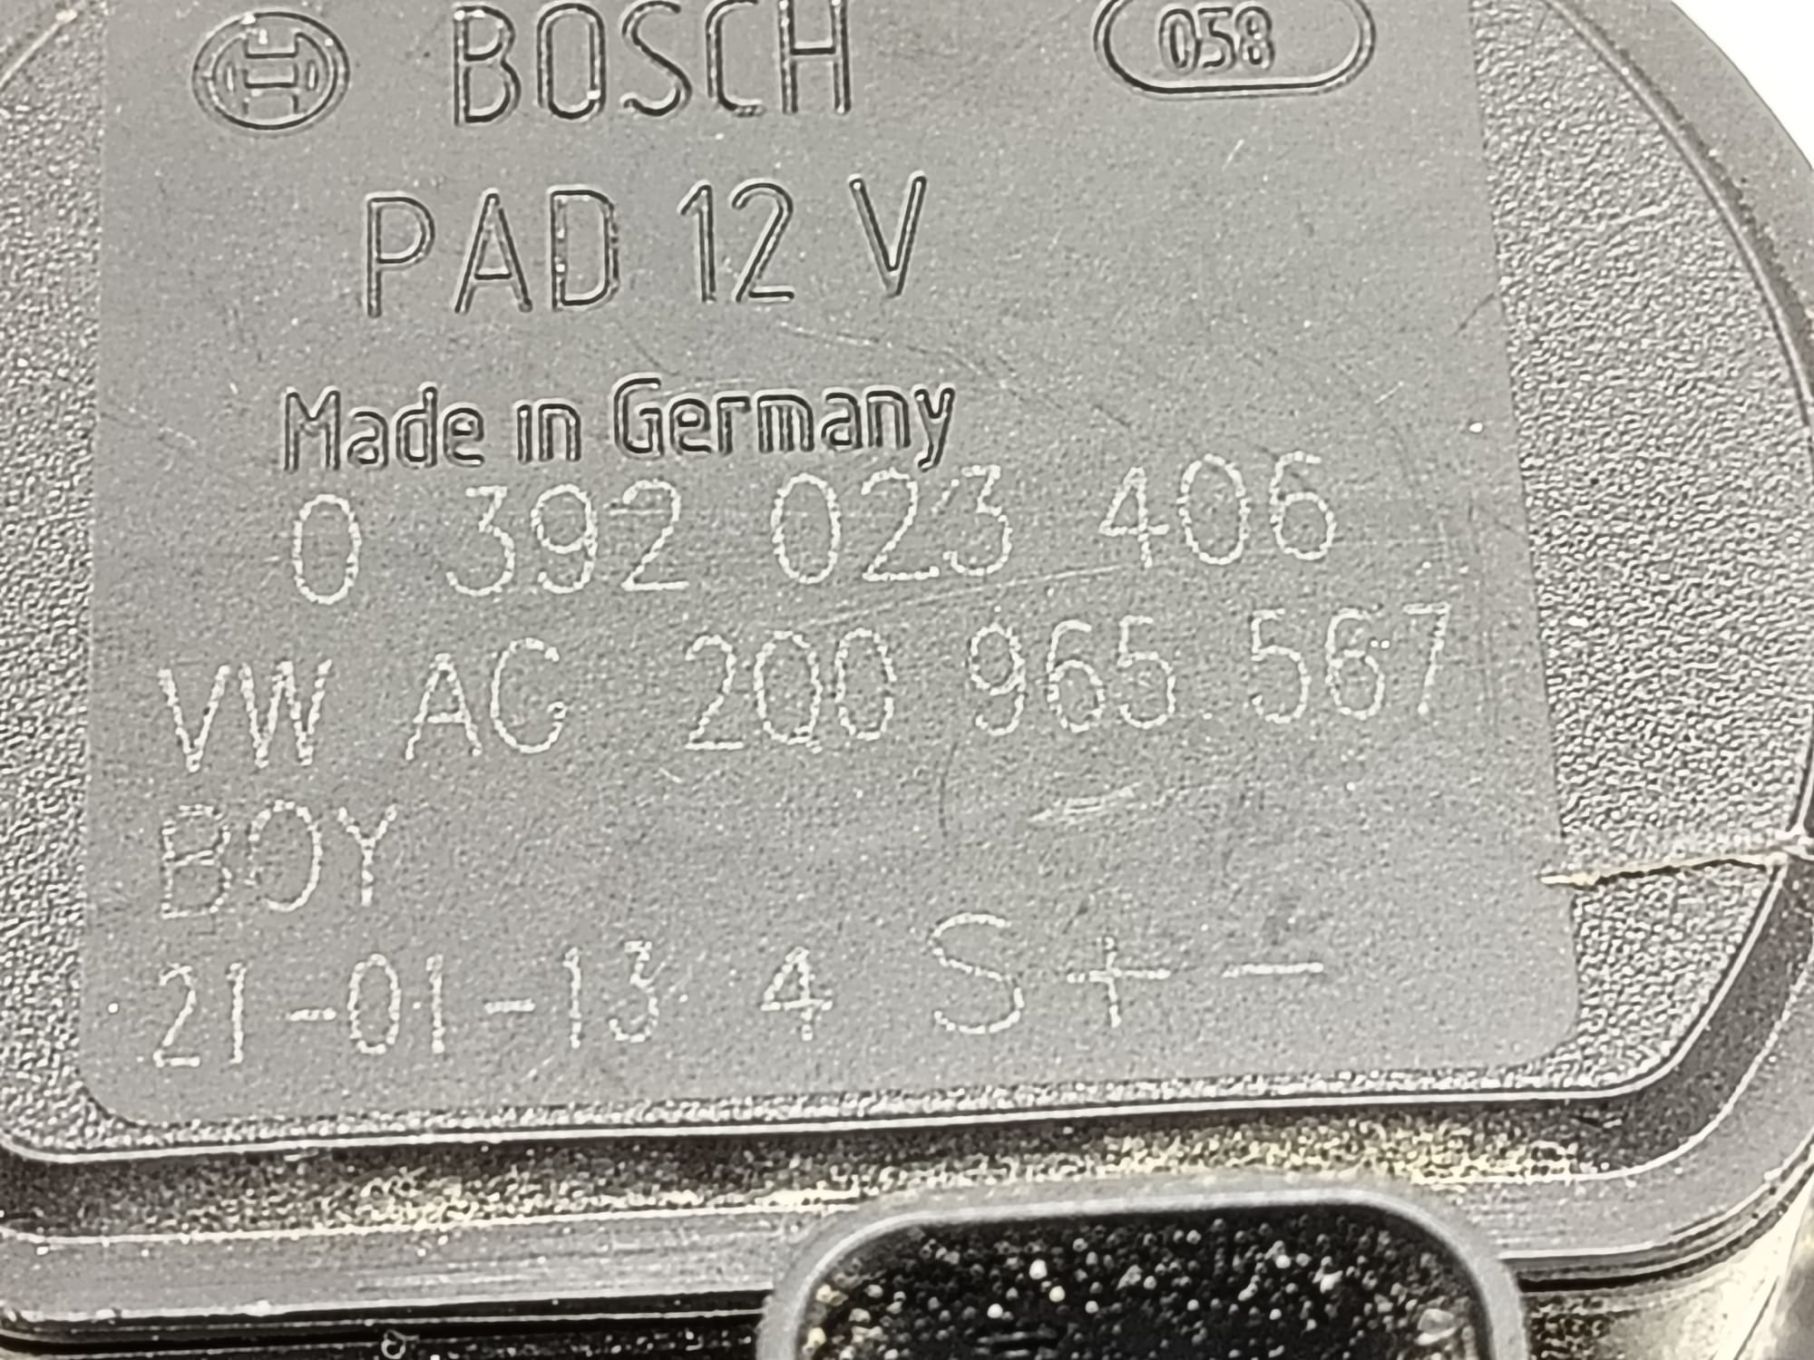 BOSCH 058
PAD 12 V
Made in Germany
0 392 023 406
VW AG 2Q0 965 567
BOY
21-01-13 4 S + -